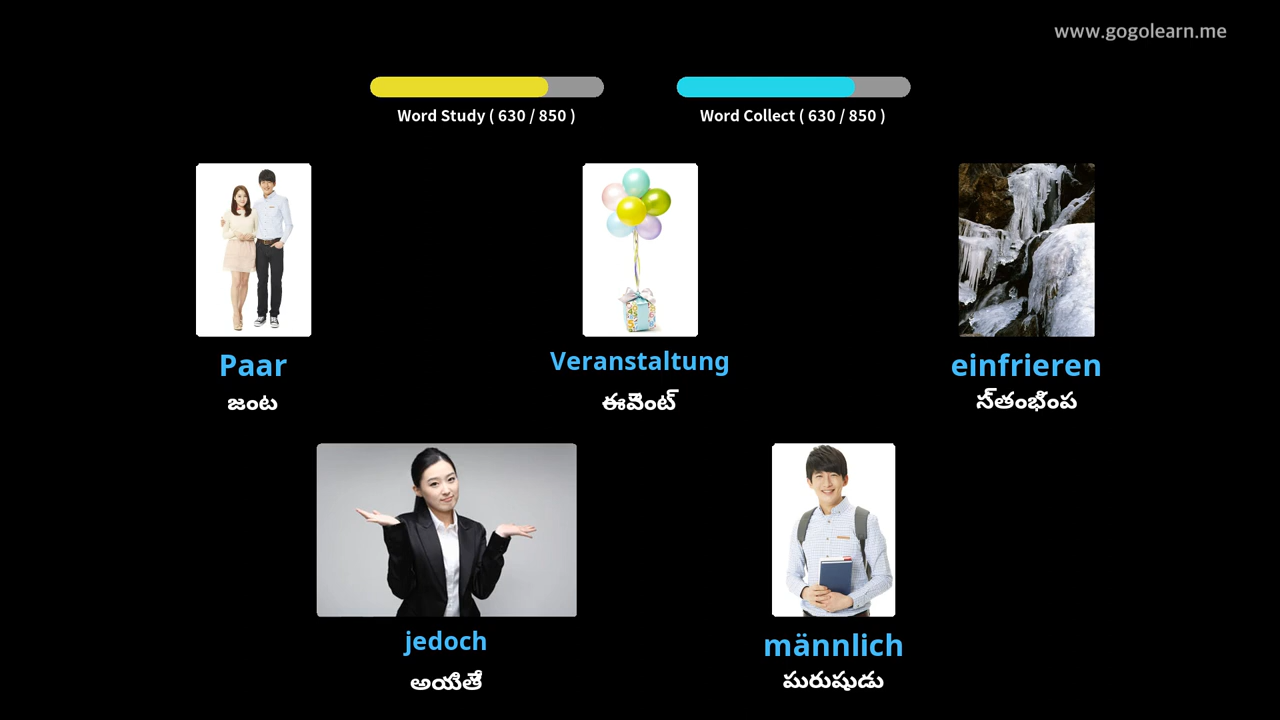 www.gogolearn.me
Word Study ( 630 / 850 )
Word Collect ( 630 / 850 )
Paar
జంట
Veranstaltung
ఈవెంట్
einfrieren
స్తంభింప
jedoch
అయితే
männlich
పురుషుడు